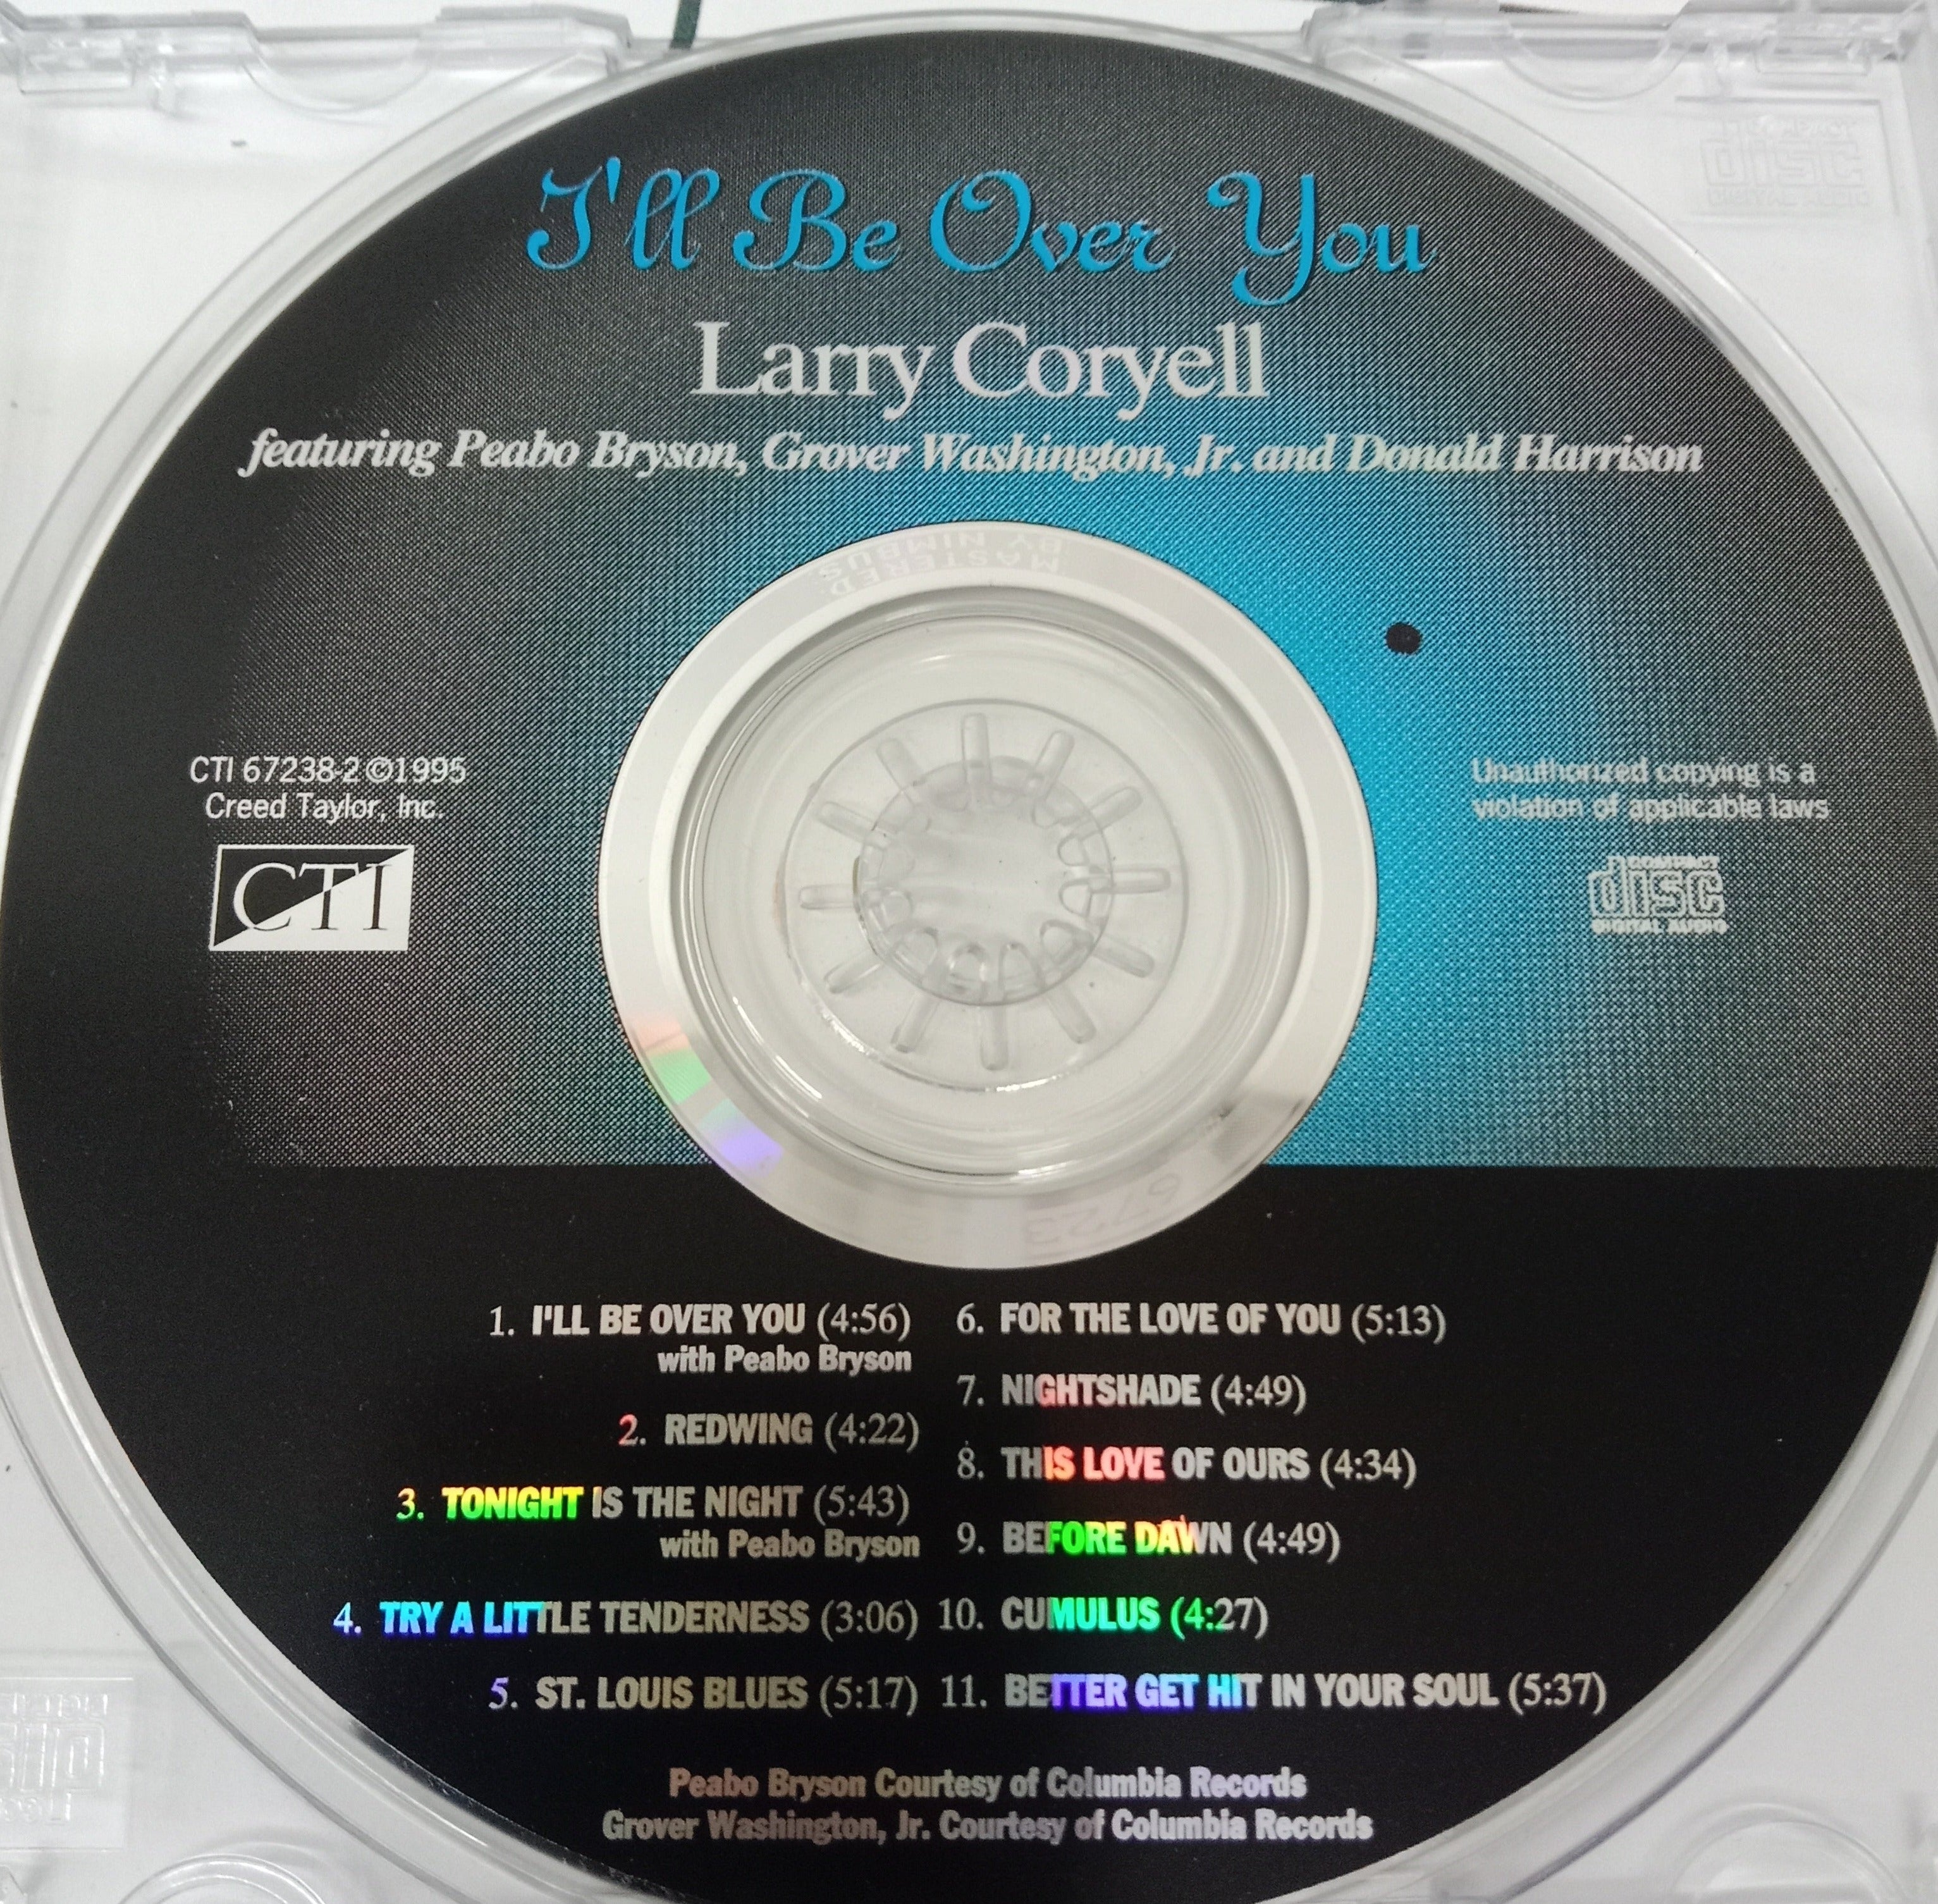 I'll Be Over You
Larry Coryell
featuring Peabo Bryson, Grover Washington, Jr. and Donald Harrison
MASTERED
BY NIMBUS
CTI 67238-2 ©1995
Creed Taylor, Inc.
CTI
Unauthorized copying is a
violation of applicable laws
COMPACT
disc
DIGITAL AUDIO
1. I'LL BE OVER YOU (4:56)
with Peabo Bryson
2. REDWING (4:22)
3. TONIGHT IS THE NIGHT (5:43)
with Peabo Bryson
4. TRY A LITTLE TENDERNESS (3:06)
5. ST. LOUIS BLUES (5:17)
6. FOR THE LOVE OF YOU (5:13)
7. NIGHTSHADE (4:49)
8. THIS LOVE OF OURS (4:34)
9. BEFORE DAWN (4:49)
10. CUMULUS (4:27)
11. BETTER GET HIT IN YOUR SOUL (5:37)
Peabo Bryson Courtesy of Columbia Records
Grover Washington, Jr. Courtesy of Columbia Records